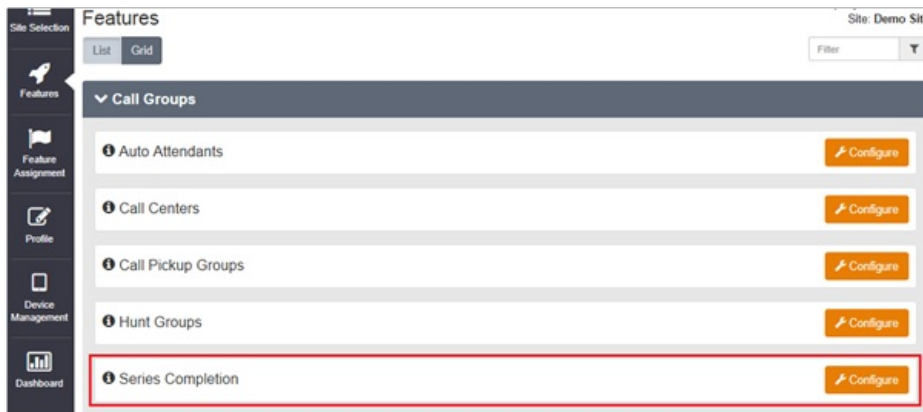 Site Selection
Features
Feature
Assignment
Profile
Device
Management
Dashboard
Features
Site: Demo Sit
List Grid
Filter
Call Groups
Auto Attendants Configure
Call Centers Configure
Call Pickup Groups Configure
Hunt Groups Configure
Series Completion Configure